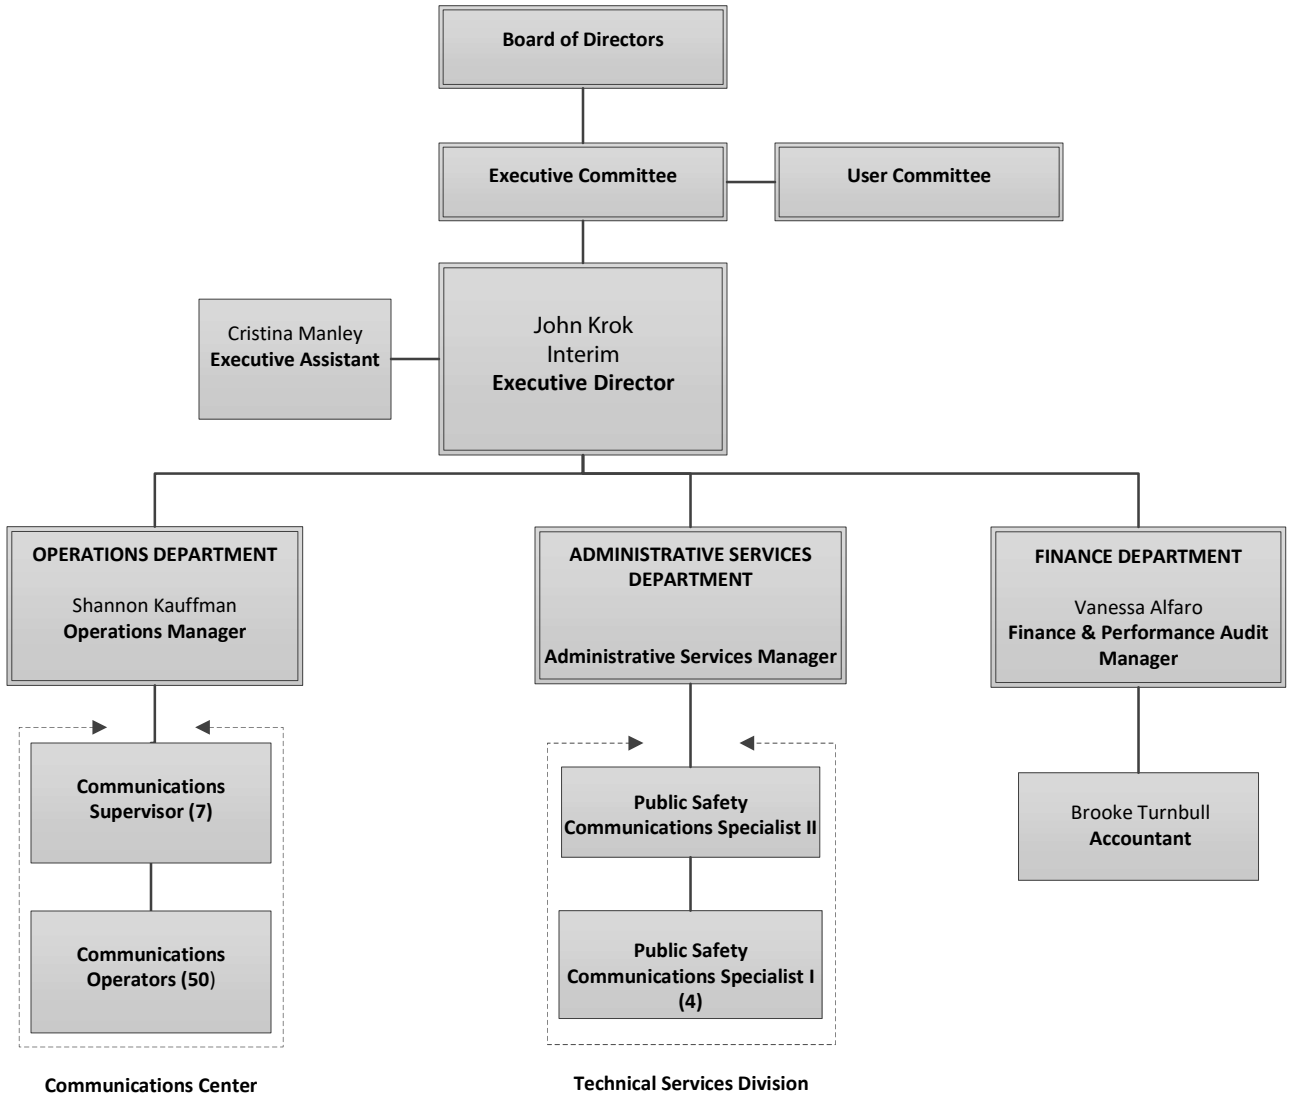 Board of Directors
Executive Committee
User Committee
Cristina Manley
Executive Assistant
John Krok
Interim
Executive Director
OPERATIONS DEPARTMENT
Shannon Kauffman
Operations Manager
ADMINISTRATIVE SERVICES
DEPARTMENT
Administrative Services Manager
FINANCE DEPARTMENT
Vanessa Alfaro
Finance & Performance Audit
Manager
Communications
Supervisor (7)
Communications
Operators (50)
Communications Center
Public Safety
Communications Specialist II
Public Safety
Communications Specialist I
(4)
Technical Services Division
Brooke Turnbull
Accountant